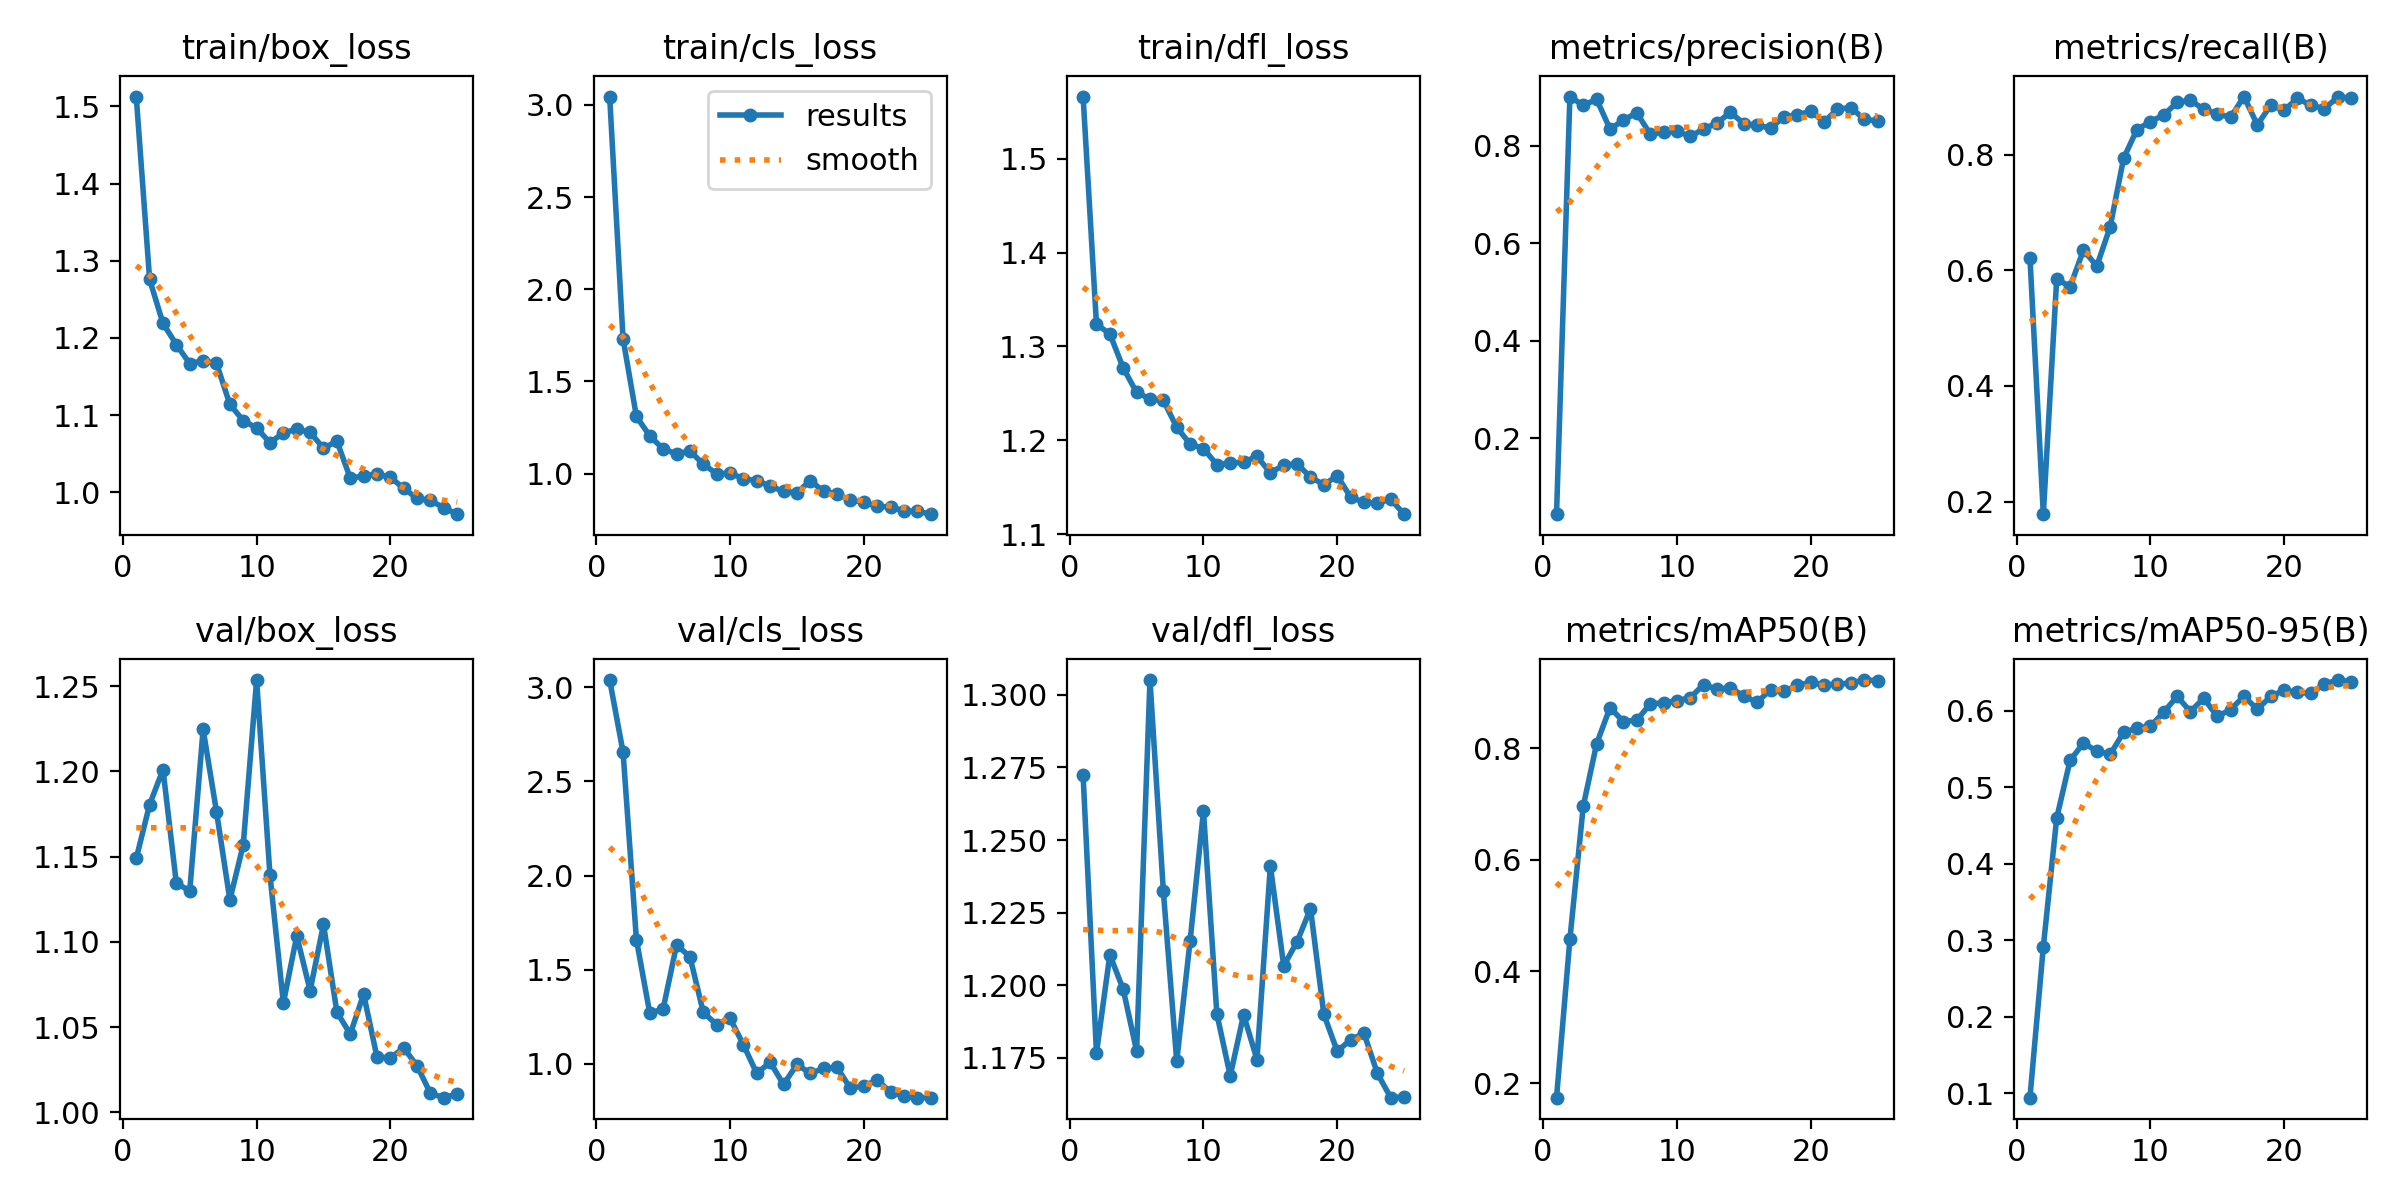 train/box_loss
1.5
1.4
1.3
1.2
1.1
1.0
0 10 20
train/cls_loss
results
smooth
3.0
2.5
2.0
1.5
1.0
0 10 20
train/dfl_loss
1.5
1.4
1.3
1.2
1.1
0 10 20
metrics/precision(B)
0.8
0.6
0.4
0.2
0 10 20
metrics/recall(B)
0.8
0.6
0.4
0.2
0 10 20
val/box_loss
1.25
1.20
1.15
1.10
1.05
1.00
0 10 20
val/cls_loss
3.0
2.5
2.0
1.5
1.0
0 10 20
val/dfl_loss
1.300
1.275
1.250
1.225
1.200
1.175
0 10 20
metrics/mAP50(B)
0.8
0.6
0.4
0.2
0 10 20
metrics/mAP50-95(B)
0.6
0.5
0.4
0.3
0.2
0.1
0 10 20